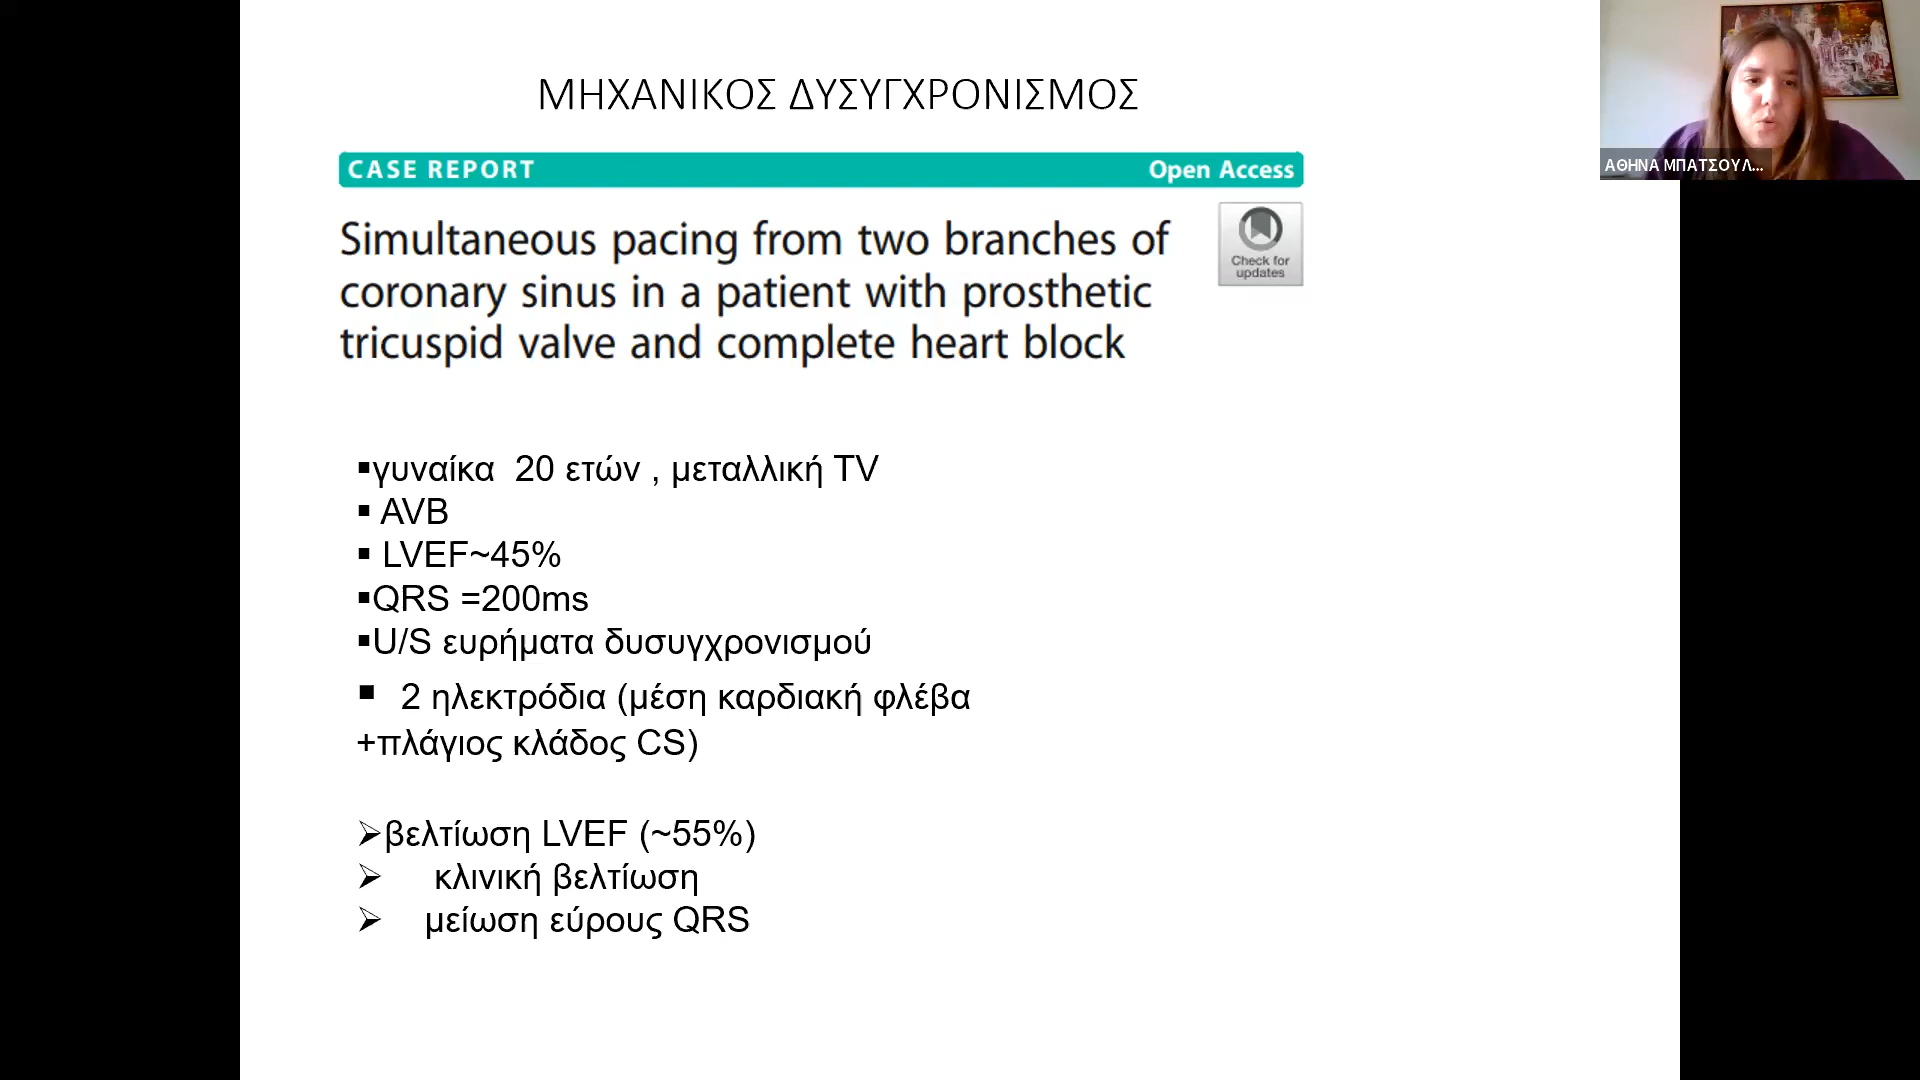 ΜΗΧΑΝΙΚΟΣ ΔΥΣΥΓΧΡΟΝΙΣΜΟΣ
CASE REPORT
Open Access
Simultaneous pacing from two branches of
coronary sinus in a patient with prosthetic
tricuspid valve and complete heart block
Check for
updates
▪γυναίκα 20 ετών , μεταλλική TV
▪ AVB
▪ LVEF~45%
▪QRS =200ms
▪U/S ευρήματα δυσυγχρονισμού
▪ 2 ηλεκτρόδια (μέση καρδιακή φλέβα
+πλάγιος κλάδος CS)
➢βελτίωση LVEF (~55%)
➢ κλινική βελτίωση
➢ μείωση εύρους QRS
ΑΘΗΝΑ ΜΠΑΤΣΟΥΛ...